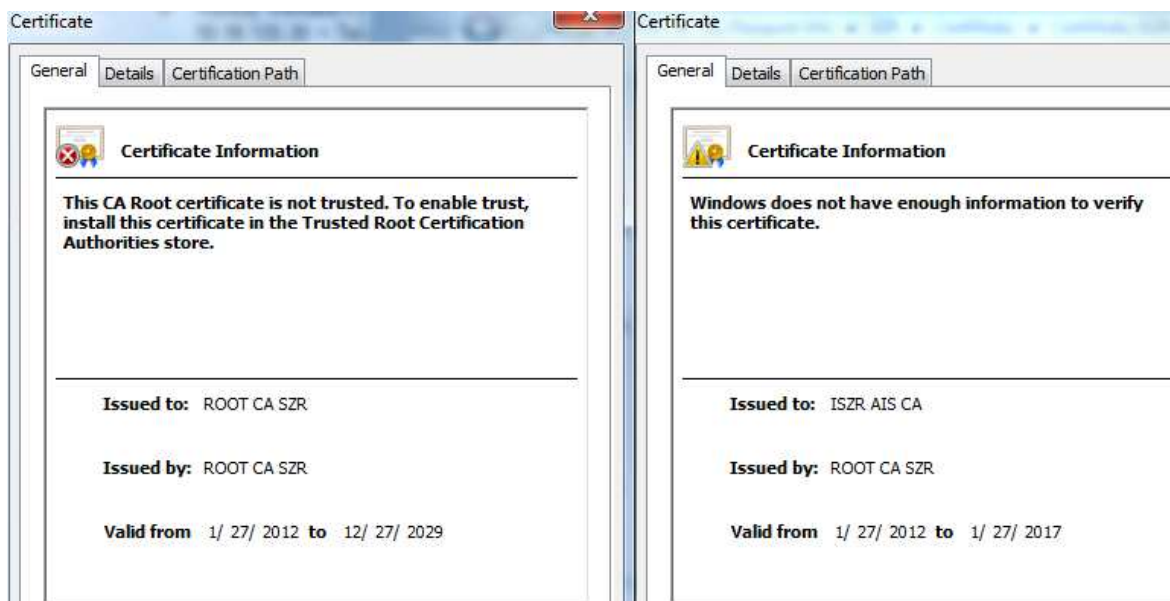 Certificate
General Details Certification Path
Certificate Information
This CA Root certificate is not trusted. To enable trust,
install this certificate in the Trusted Root Certification
Authorities store.
Issued to: ROOT CA SZR
Issued by: ROOT CA SZR
Valid from 1/ 27/ 2012 to 12/ 27/ 2029
Certificate
General Details Certification Path
Certificate Information
Windows does not have enough information to verify
this certificate.
Issued to: ISZR AIS CA
Issued by: ROOT CA SZR
Valid from 1/ 27/ 2012 to 1/ 27/ 2017